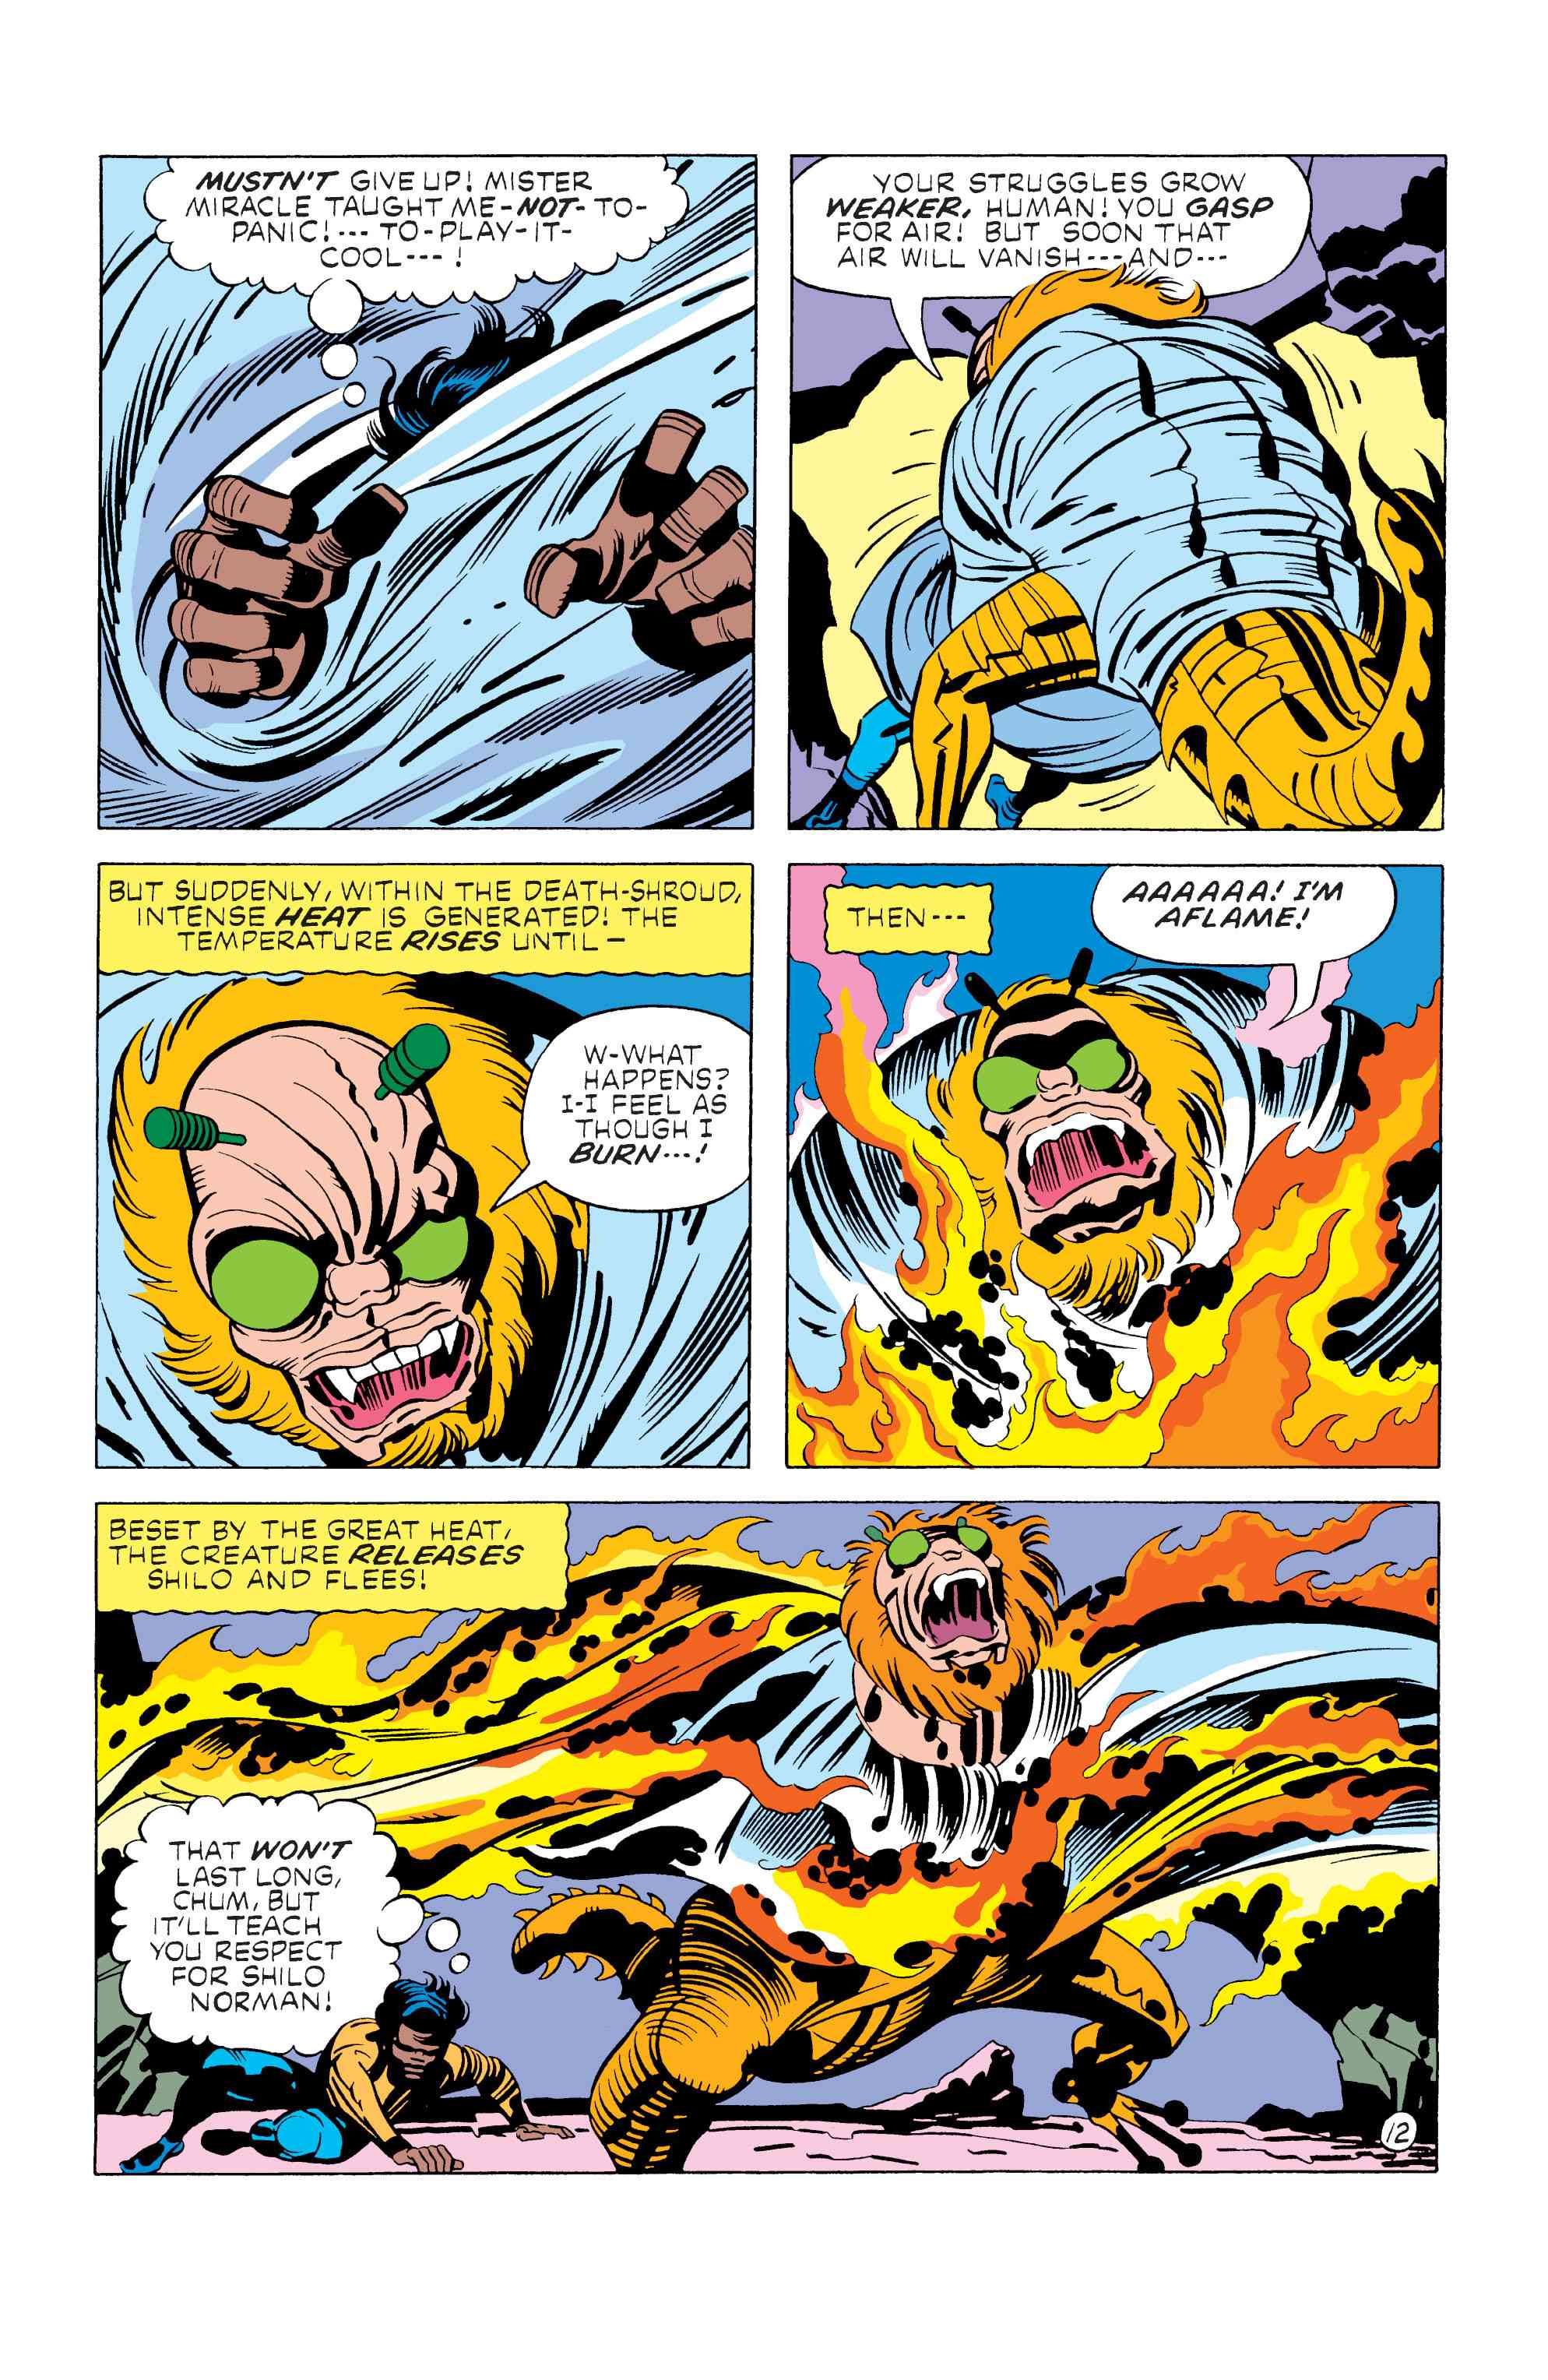 MUSTN'T GIVE UP! MISTER
MIRACLE TAUGHT ME-NOT-TO-
PANIC!--- TO-PLAY-IT-
COOL--- !
YOUR STRUGGLES GROW
WEAKER, HUMAN! YOU GASP
FOR AIR! BUT SOON THAT
AIR WILL VANISH---AND---
BUT SUDDENLY, WITHIN THE DEATH-SHROUD,
INTENSE HEAT IS GENERATED! THE
TEMPERATURE RISES UNTIL—
W-WHAT
HAPPENS?
I-I FEEL AS
THOUGH I
BURN---!
THEN---
AAAAAA! I'M
AFLAME!
BESET BY THE GREAT HEAT,
THE CREATURE RELEASES
SHILO AND FLEES!
THAT WON'T
LAST LONG,
CHUM, BUT
IT'LL TEACH
YOU RESPECT
FOR SHILO
NORMAN!
12